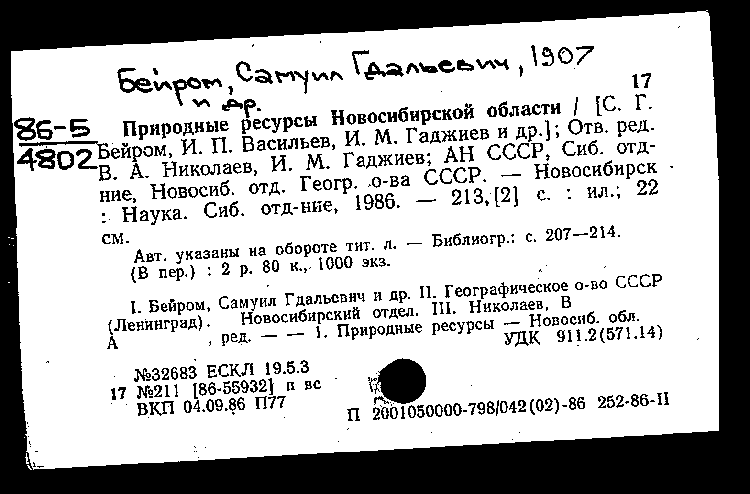 Бейром, Самуил Гдальевич, 1907
и др.
17
86-5
4802
Природные ресурсы Новосибирской области / [С. Г.
Бейром, И. П. Васильев, И. М. Гаджиев и др.]; Отв. ред.
В. А. Николаев, И. М. Гаджиев; АН СССР, Сиб. отд-
ние, Новосиб. отд. Геогр. о-ва СССР. — Новосибирск
: Наука. Сиб. отд-ние, 1986. — 213,[2] с. : ил.; 22
см.
Авт. указаны на обороте тит. л. — Библиогр.: с. 207—214.
(В пер.) : 2 р. 80 к., 1000 экз.
I. Бейром, Самуил Гдальевич и др. II. Географическое о-во СССР
(Ленинград). Новосибирский отдел. III. Николаев, В
А , ред. — — 1. Природные ресурсы — Новосиб. обл.
УДК 911.2(571.14)
№32683 ЕСКЛ 19.5.3
17 №211 [86-55932] п вс
ВКП 04.09.86 П77
П 2001050000-798/042(02)-86 252-86-II